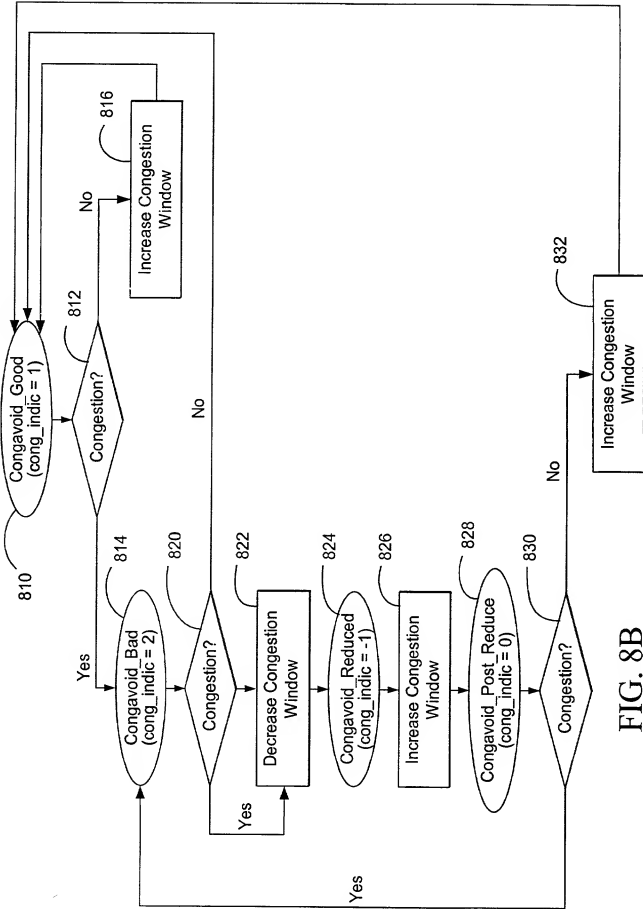 Congavoid_Good
(cong_indic = 1)
810
Congestion?
812
No
Increase Congestion
Window
816
Yes
Congavoid_Bad
(cong_indic = 2)
814
Congestion?
820
No
Yes
Decrease Congestion
Window
822
Congavoid_Reduced
(cong_indic = -1)
824
Increase Congestion
Window
826
Congavoid_Post_Reduce
(cong_indic = 0)
828
Congestion?
830
Yes
No
Increase Congestion
Window
832
FIG. 8B